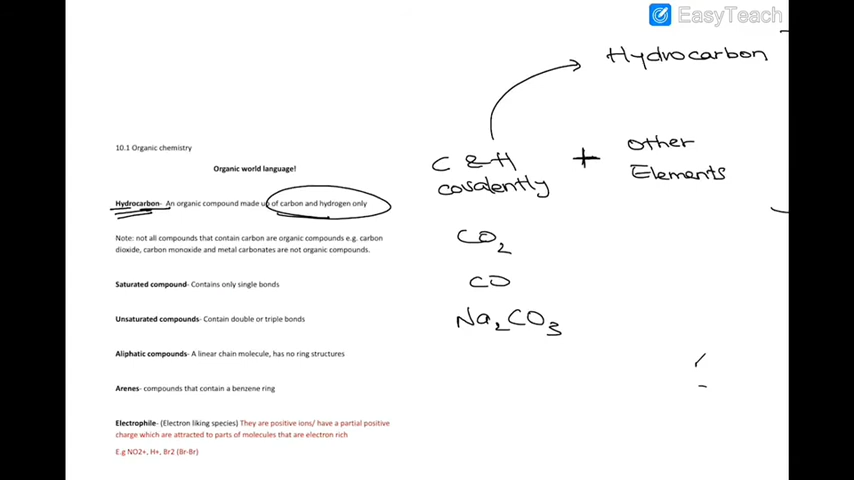 EasyTeach
Hydrocarbon
10.1 Organic chemistry
Organic world language!
Hydrocarbon- An organic compound made up of carbon and hydrogen only
Note: not all compounds that contain carbon are organic compounds e.g. carbon
dioxide, carbon monoxide and metal carbonates are not organic compounds.
Saturated compound- Contains only single bonds
Unsaturated compounds- Contain double or triple bonds
Aliphatic compounds- A linear chain molecule, has no ring structures
Arenes- compounds that contain a benzene ring
Electrophile- (Electron liking species) They are positive ions/ have a partial positive
charge which are attracted to parts of molecules that are electron rich
E.g NO2+, H+, Br2 (Br-Br)
C & H
covalently
+
other
Elements
CO₂
CO
Na₂CO₃